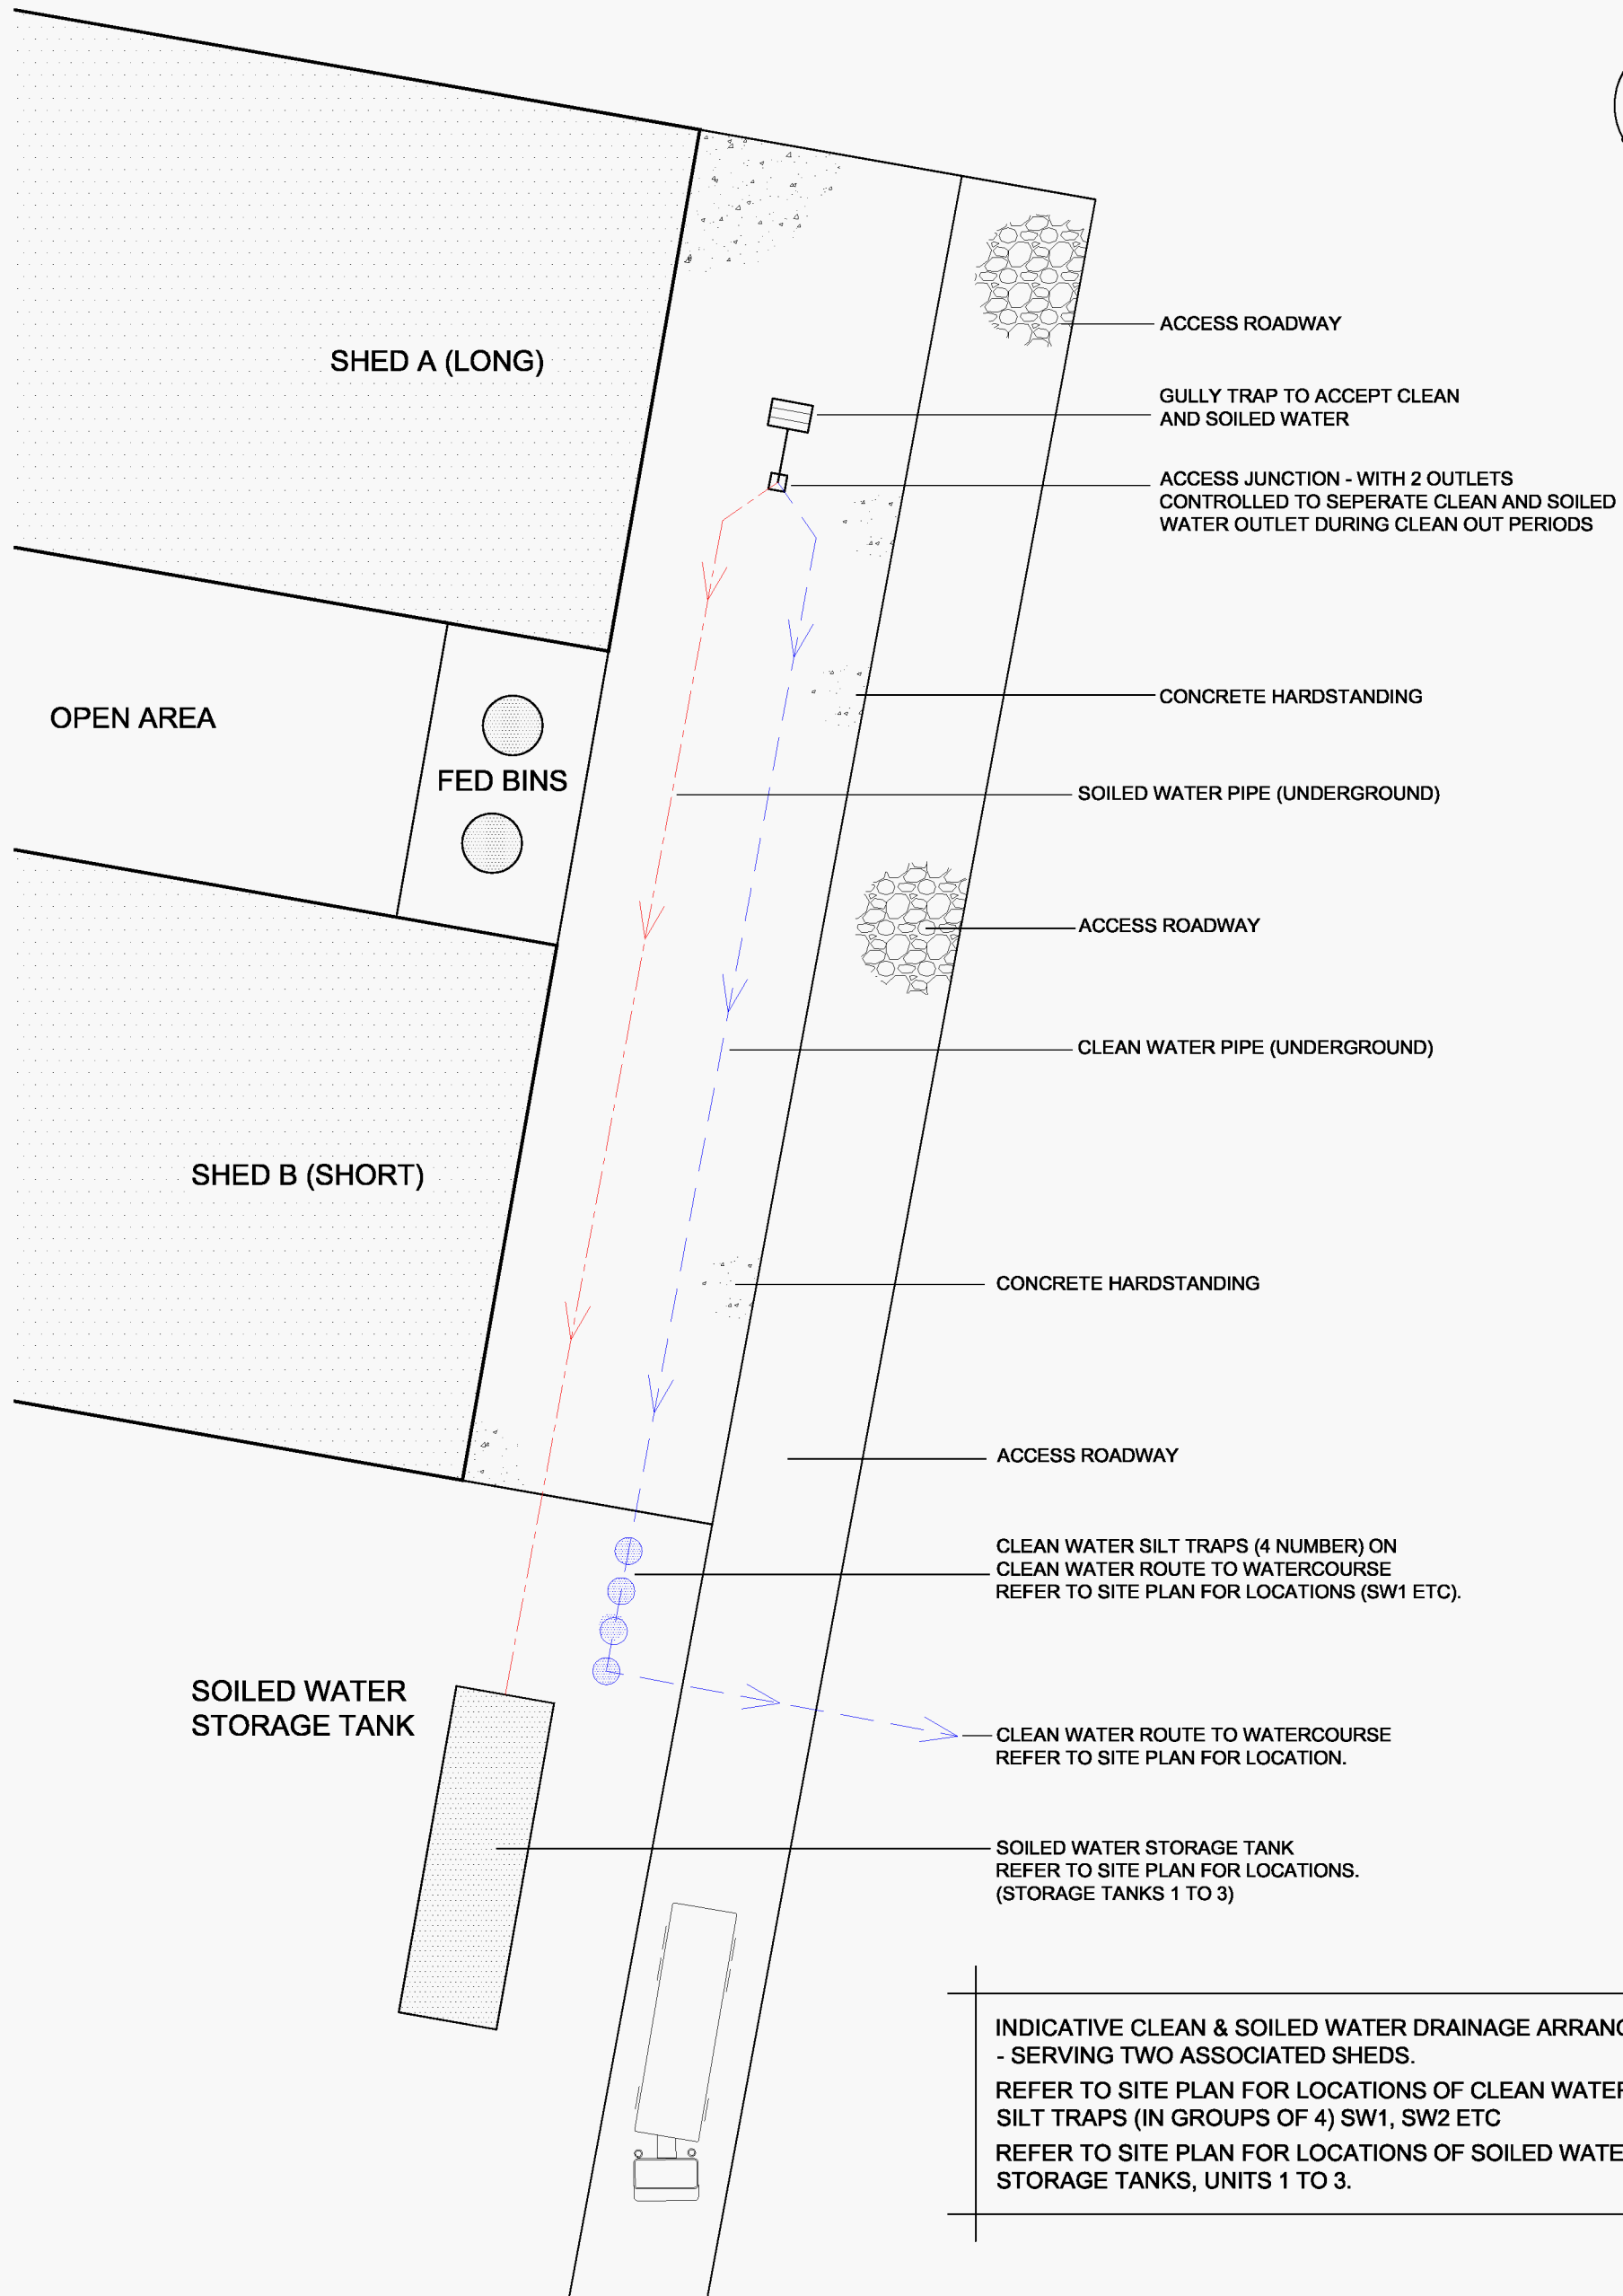 ACCESS ROADWAY
SHED A (LONG)
GULLY TRAP TO ACCEPT CLEAN
AND SOILED WATER
ACCESS JUNCTION - WITH 2 OUTLETS
CONTROLLED TO SEPERATE CLEAN AND SOILED
WATER OUTLET DURING CLEAN OUT PERIODS
CONCRETE HARDSTANDING
OPEN AREA
FED BINS
SOILED WATER PIPE (UNDERGROUND)
ACCESS ROADWAY
CLEAN WATER PIPE (UNDERGROUND)
SHED B (SHORT)
CONCRETE HARDSTANDING
ACCESS ROADWAY
CLEAN WATER SILT TRAPS (4 NUMBER) ON
CLEAN WATER ROUTE TO WATERCOURSE
REFER TO SITE PLAN FOR LOCATIONS (SW1 ETC).
SOILED WATER
STORAGE TANK
CLEAN WATER ROUTE TO WATERCOURSE
REFER TO SITE PLAN FOR LOCATION.
SOILED WATER STORAGE TANK
REFER TO SITE PLAN FOR LOCATIONS.
(STORAGE TANKS 1 TO 3)
INDICATIVE CLEAN & SOILED WATER DRAINAGE
- SERVING TWO ASSOCIATED SHEDS.
REFER TO SITE PLAN FOR LOCATIONS OF CLEAN WATER
SILT TRAPS (IN GROUPS OF 4) SW1, SW2 ETC
REFER TO SITE PLAN FOR LOCATIONS OF SOILED
STORAGE TANKS, UNITS 1 TO 3.